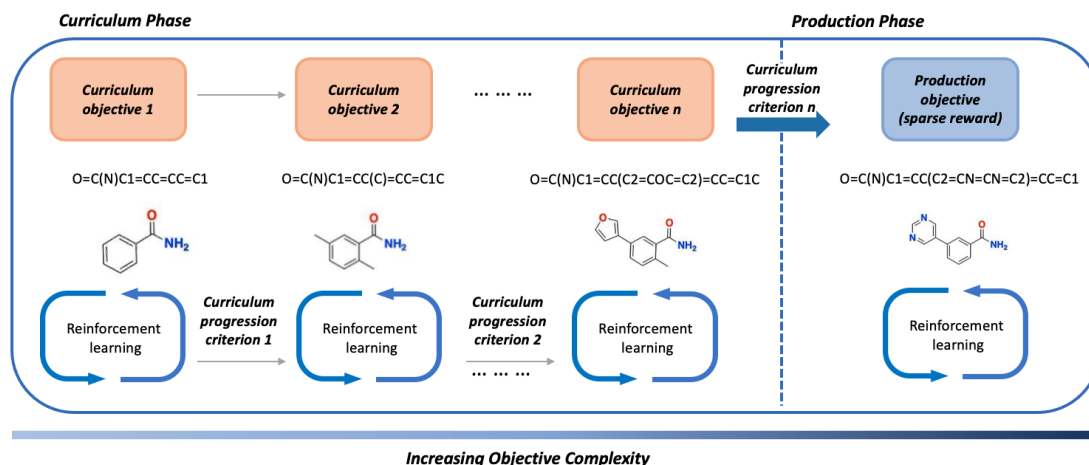 Curriculum Phase
Production Phase
Curriculum
objective 1
Curriculum
objective 2
... ... ...
Curriculum
objective n
Curriculum
progression
criterion n
Production
objective
(sparse reward)
O=C(N)C1=CC=CC=C1
O=C(N)C1=CC(C)=CC=C1C
O=C(N)C1=CC(C2=COC=C2)=CC=C1C
O=C(N)C1=CC(C2=CN=CN=C2)=CC=C1
O
NH2
O
NH2
O
O
NH2
N
N
O
NH2
Reinforcement
learning
Curriculum
progression
criterion 1
Reinforcement
learning
Curriculum
progression
criterion 2
... ... ...
Reinforcement
learning
Reinforcement
learning
Increasing Objective Complexity